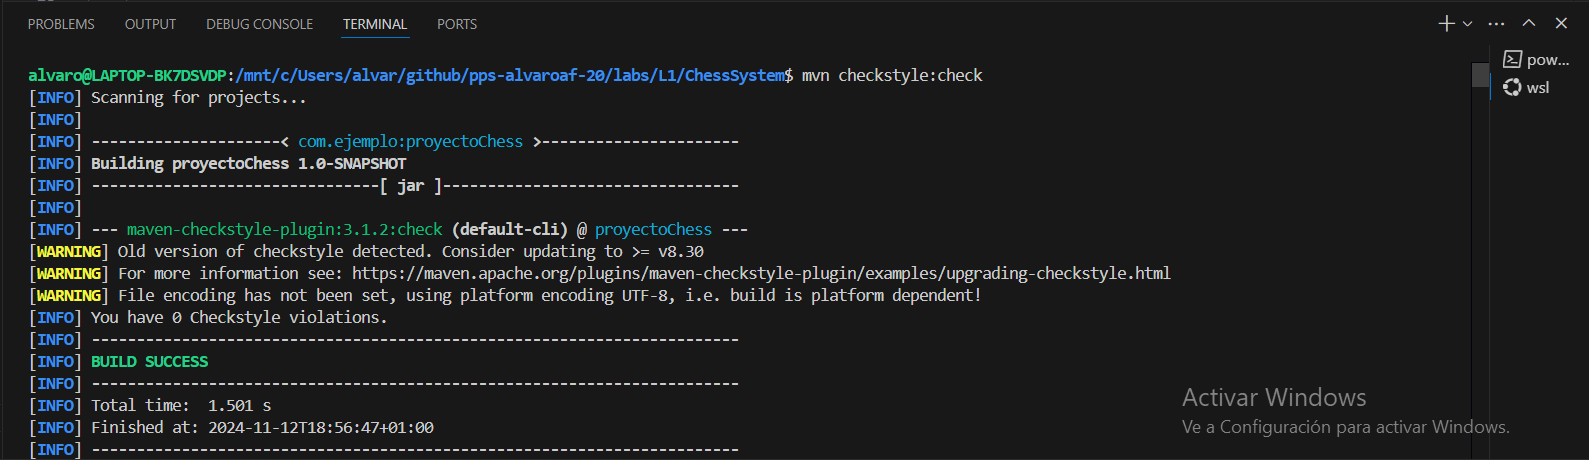 PROBLEMS OUTPUT DEBUG CONSOLE TERMINAL PORTS
alvaro@LAPTOP-BK7DSVDP:/mnt/c/Users/alvar/github/pps-alvaroaf-20/labs/L1/ChessSystem$ mvn checkstyle:check
[INFO] Scanning for projects...
[INFO]
[INFO] ---------------------< com.ejemplo:proyectoChess >----------------------
[INFO] Building proyectoChess 1.0-SNAPSHOT
[INFO] --------------------------------[ jar ]---------------------------------
[INFO]
[INFO] --- maven-checkstyle-plugin:3.1.2:check (default-cli) @ proyectoChess ---
[WARNING] Old version of checkstyle detected. Consider updating to >= v8.30
[WARNING] For more information see: https://maven.apache.org/plugins/maven-checkstyle-plugin/examples/upgrading-checkstyle.html
[WARNING] File encoding has not been set, using platform encoding UTF-8, i.e. build is platform dependent!
[INFO] You have 0 Checkstyle violations.
[INFO] ------------------------------------------------------------------------
[INFO] BUILD SUCCESS
[INFO] ------------------------------------------------------------------------
[INFO] Total time:  1.501 s
[INFO] Finished at: 2024-11-12T18:56:47+01:00
[INFO] ------------------------------------------------------------------------
pow...
wsl
Activar Windows
Ve a Configuración para activar Windows.